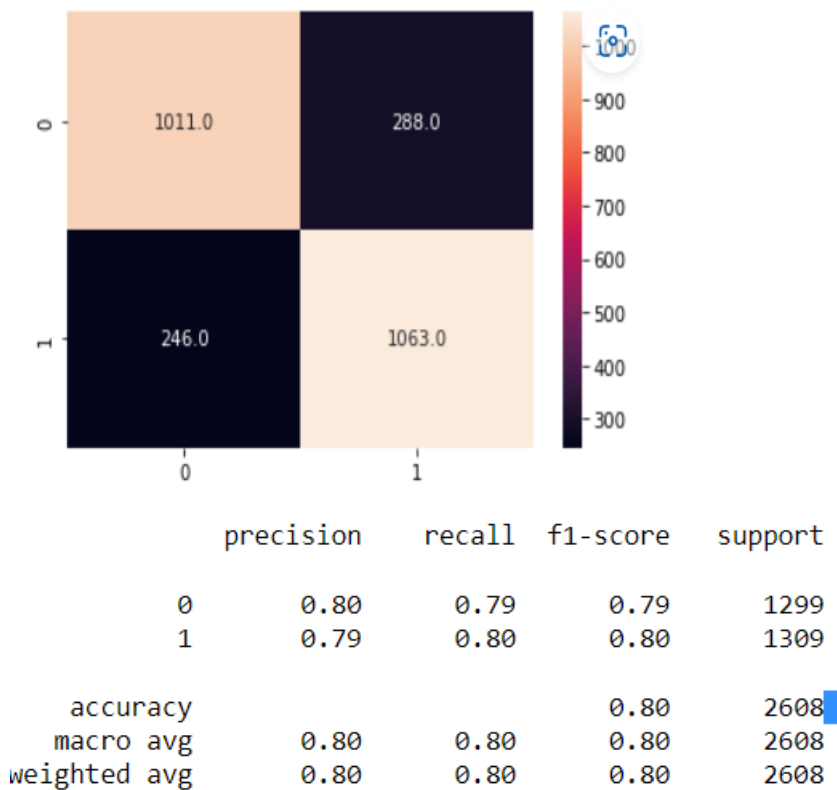 1000
0
1011.0 288.0
900
800
700
600
500
1
246.0 1063.0
400
300
0 1
precision recall f1-score support
0 0.80 0.79 0.79 1299
1 0.79 0.80 0.80 1309
accuracy 0.80 2608
macro avg 0.80 0.80 0.80 2608
weighted avg 0.80 0.80 0.80 2608